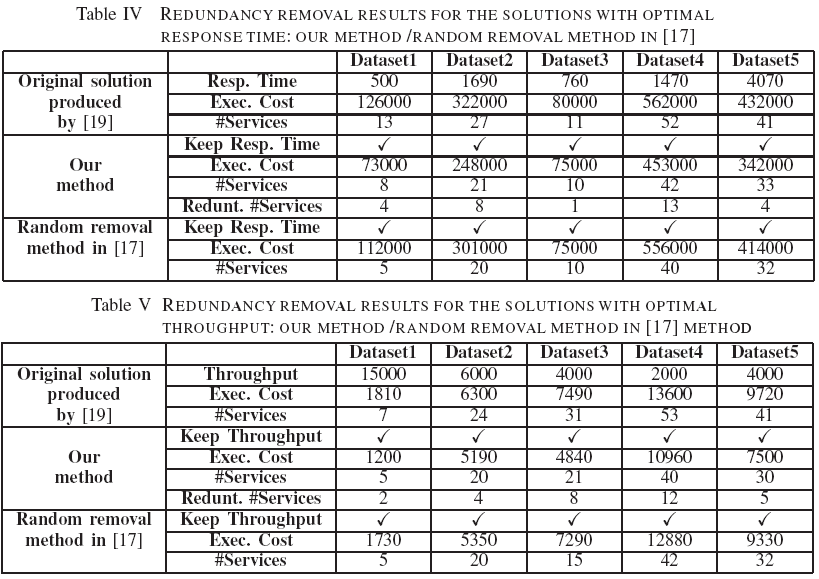 Table IV REDUNDANCY REMOVAL RESULTS FOR THE SOLUTIONS WITH OPTIMAL
RESPONSE TIME: OUR METHOD /RANDOM REMOVAL METHOD IN [17]
Dataset1 Dataset2 Dataset3 Dataset4 Dataset5
Original solution Resp. Time 500 1690 760 1470 4070
produced Exec. Cost 126000 322000 80000 562000 432000
by [19] #Services 13 27 11 52 41
Keep Resp. Time ✓ ✓ ✓ ✓ ✓
Our Exec. Cost 73000 248000 75000 453000 342000
method #Services 8 21 10 42 33
Redunt. #Services 4 8 1 13 4
Random removal Keep Resp. Time ✓ ✓ ✓ ✓ ✓
method in [17] Exec. Cost 112000 301000 75000 556000 414000
#Services 5 20 10 40 32
Table V REDUNDANCY REMOVAL RESULTS FOR THE SOLUTIONS WITH OPTIMAL
THROUGHPUT: OUR METHOD /RANDOM REMOVAL METHOD IN [17] METHOD
Dataset1 Dataset2 Dataset3 Dataset4 Dataset5
Original solution Throughput 15000 6000 4000 2000 4000
produced Exec. Cost 1810 6300 7490 13600 9720
by [19] #Services 7 24 31 53 41
Keep Throughput ✓ ✓ ✓ ✓ ✓
Our Exec. Cost 1200 5190 4840 10960 7500
method #Services 5 20 21 40 30
Redunt. #Services 2 4 8 12 5
Random removal Keep Throughput ✓ ✓ ✓ ✓ ✓
method in [17] Exec. Cost 1730 5350 7290 12880 9330
#Services 5 20 15 42 32